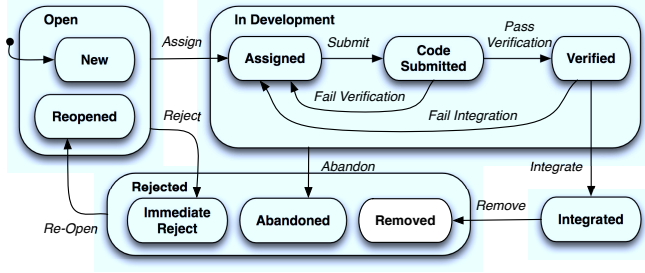 Open
In Development
New
Assign
Assigned
Submit
Code
Submitted
Pass
Verification
Verified
Reopened
Reject
Fail Verification
Fail Integration
Abandon
Integrate
Rejected
Re-Open
Immediate
Reject
Abandoned
Removed
Remove
Integrated